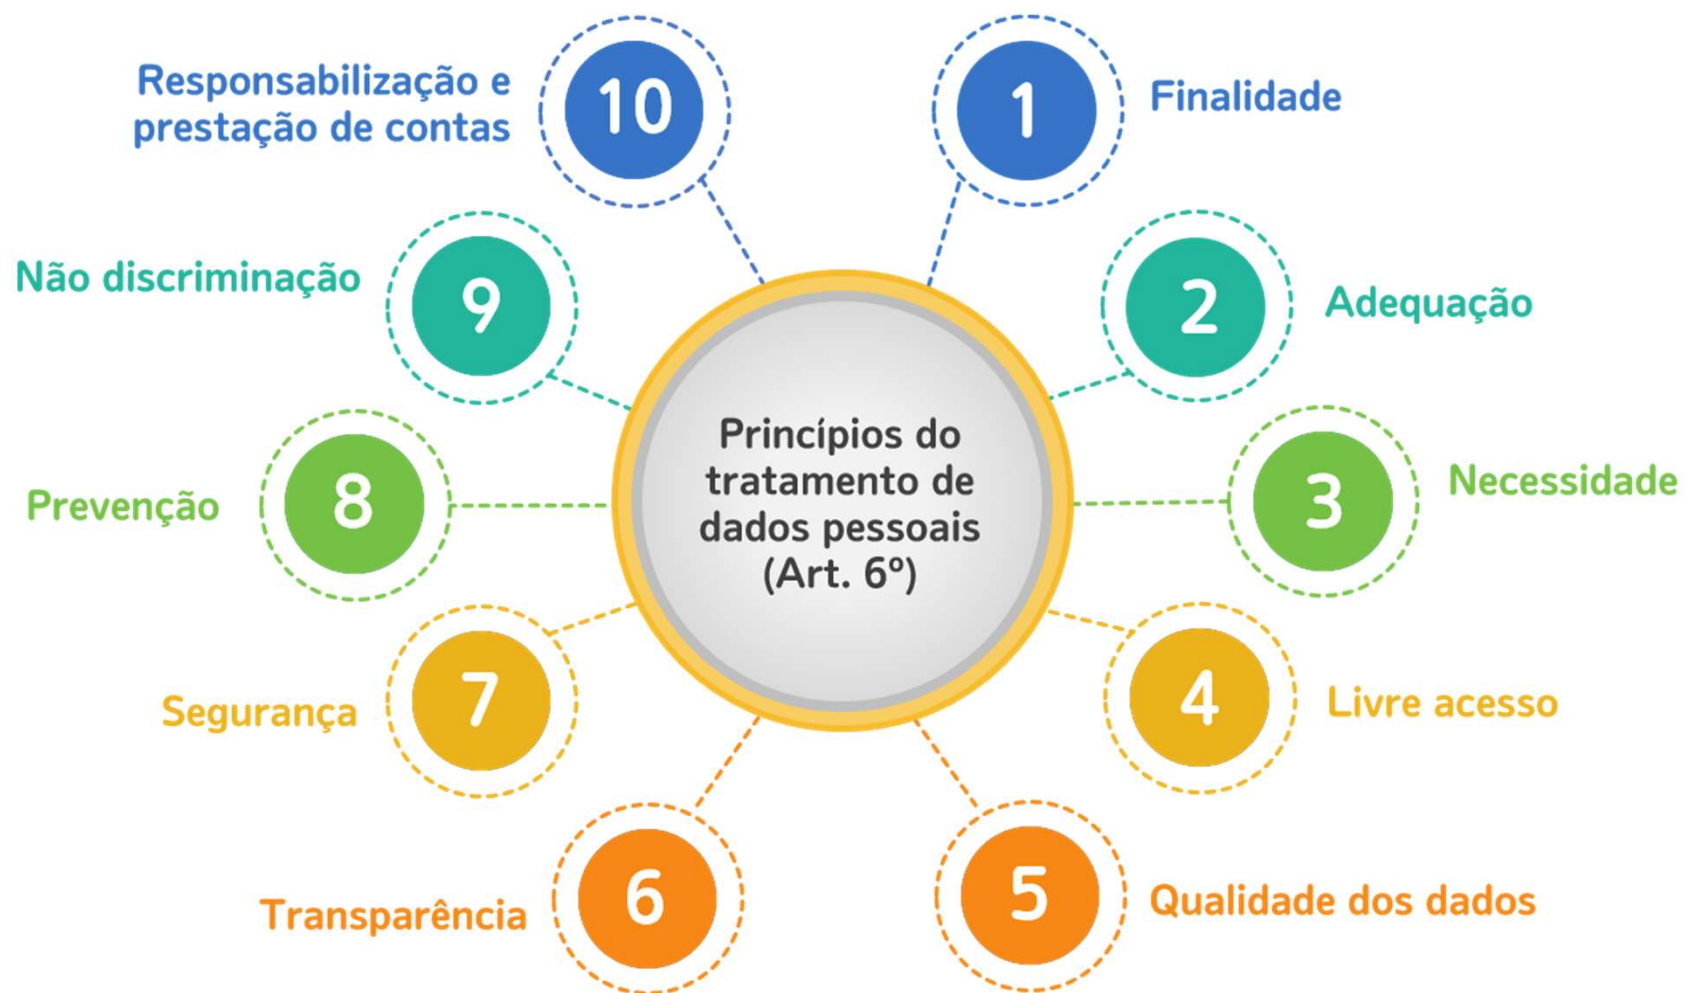 Princípios do
tratamento de
dados pessoais
(Art. 6º)
1
Finalidade
2
Adequação
3
Necessidade
4
Livre acesso
5
Qualidade dos dados
6
Transparência
7
Segurança
8
Prevenção
9
Não discriminação
10
Responsabilização e
prestação de contas